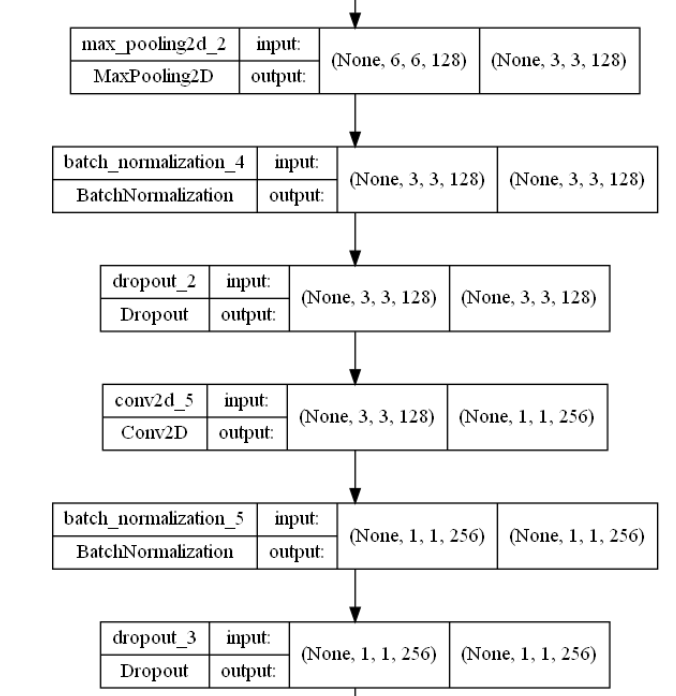 max_pooling2d_2 input: (None, 6, 6, 128) (None, 3, 3, 128)
MaxPooling2D output:
batch_normalization_4 input: (None, 3, 3, 128) (None, 3, 3, 128)
BatchNormalization output:
dropout_2 input: (None, 3, 3, 128) (None, 3, 3, 128)
Dropout output:
conv2d_5 input: (None, 3, 3, 128) (None, 1, 1, 256)
Conv2D output:
batch_normalization_5 input: (None, 1, 1, 256) (None, 1, 1, 256)
BatchNormalization output:
dropout_3 input: (None, 1, 1, 256) (None, 1, 1, 256)
Dropout output: